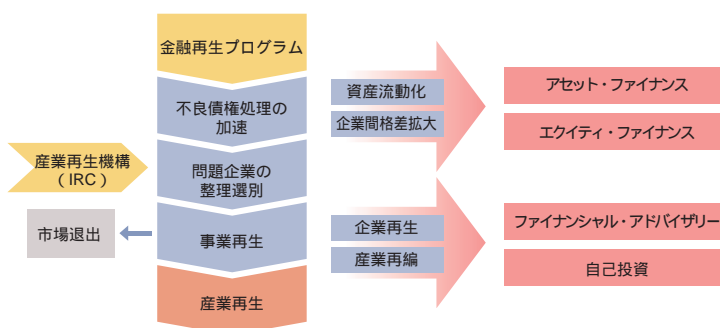 金融再生プログラム
不良債権処理の
加速
問題企業の
整理選別
事業再生
産業再生
産業再生機構
（IRC）
市場退出
資産流動化
企業間格差拡大
企業再生
産業再編
アセット・ファイナンス
エクイティ・ファイナンス
ファイナンシャル・アドバイザリー
自己投資